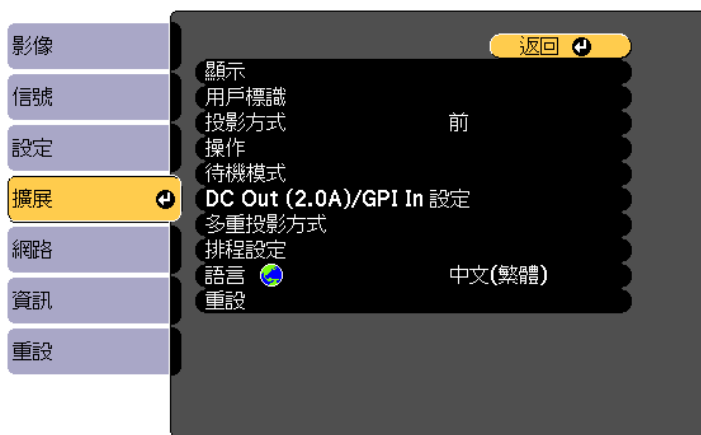 影像
信號
設定
擴展
網路
資訊
重設
返回
顯示
用戶標識
投影方式 前
操作
待機模式
DC Out (2.0A)/GPI In 設定
多重投影方式
排程設定
語言 中文(繁體)
重設